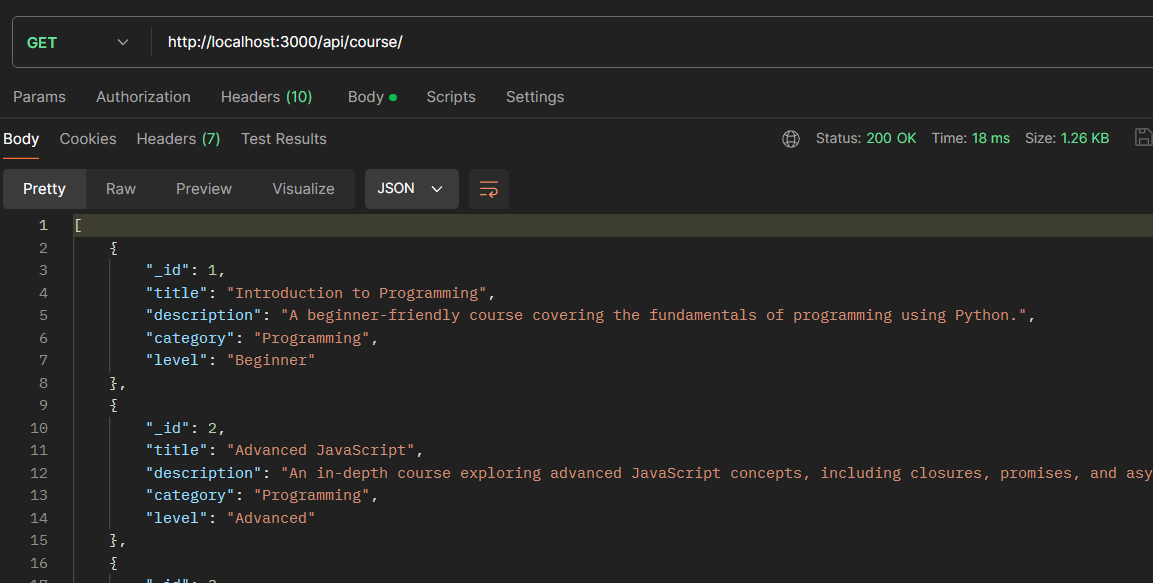 GET http://localhost:3000/api/course/
Params Authorization Headers (10) Body Scripts Settings
Body Cookies Headers (7) Test Results Status: 200 OK Time: 18 ms Size: 1.26 KB
Pretty Raw Preview Visualize JSON
1 [
2 {
3 "_id": 1,
4 "title": "Introduction to Programming",
5 "description": "A beginner-friendly course covering the fundamentals of programming using Python.",
6 "category": "Programming",
7 "level": "Beginner"
8 },
9 {
10 "_id": 2,
11 "title": "Advanced JavaScript",
12 "description": "An in-depth course exploring advanced JavaScript concepts, including closures, promises, and asy
13 "category": "Programming",
14 "level": "Advanced"
15 },
16 {